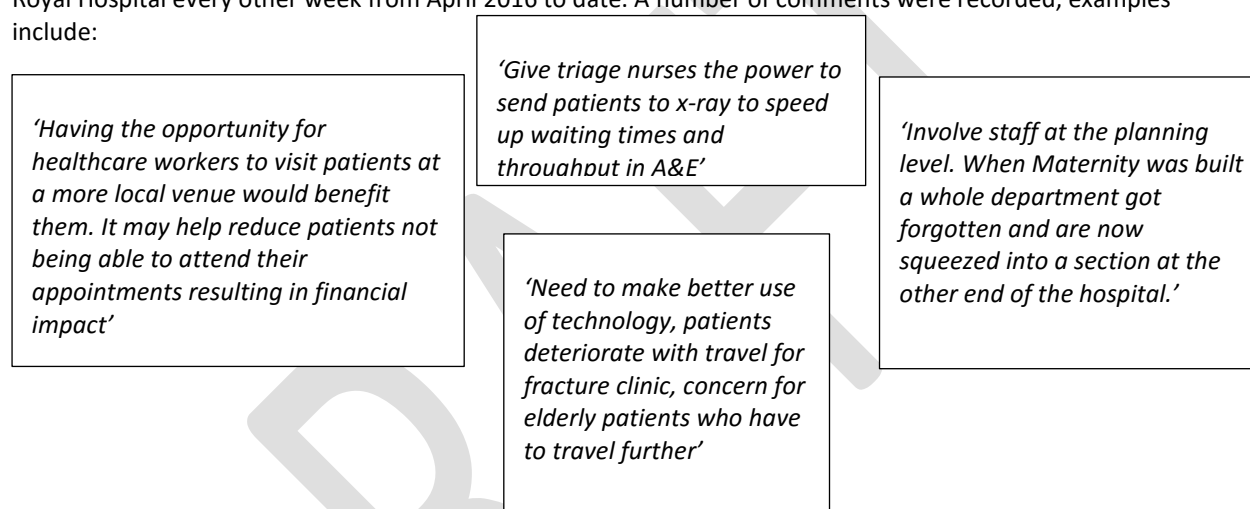 Royal Hospital every other week from April 2016 to date. A number of comments were recorded, examples
include:
‘Having the opportunity for
healthcare workers to visit patients at
a more local venue would benefit
them. It may help reduce patients not
being able to attend their
appointments resulting in financial
impact’
‘Give triage nurses the power to
send patients to x-ray to speed
up waiting times and
throughput in A&E’
‘Need to make better use
of technology, patients
deteriorate with travel for
fracture clinic, concern for
elderly patients who have
to travel further’
‘Involve staff at the planning
level. When Maternity was built
a whole department got
forgotten and are now
squeezed into a section at the
other end of the hospital.’